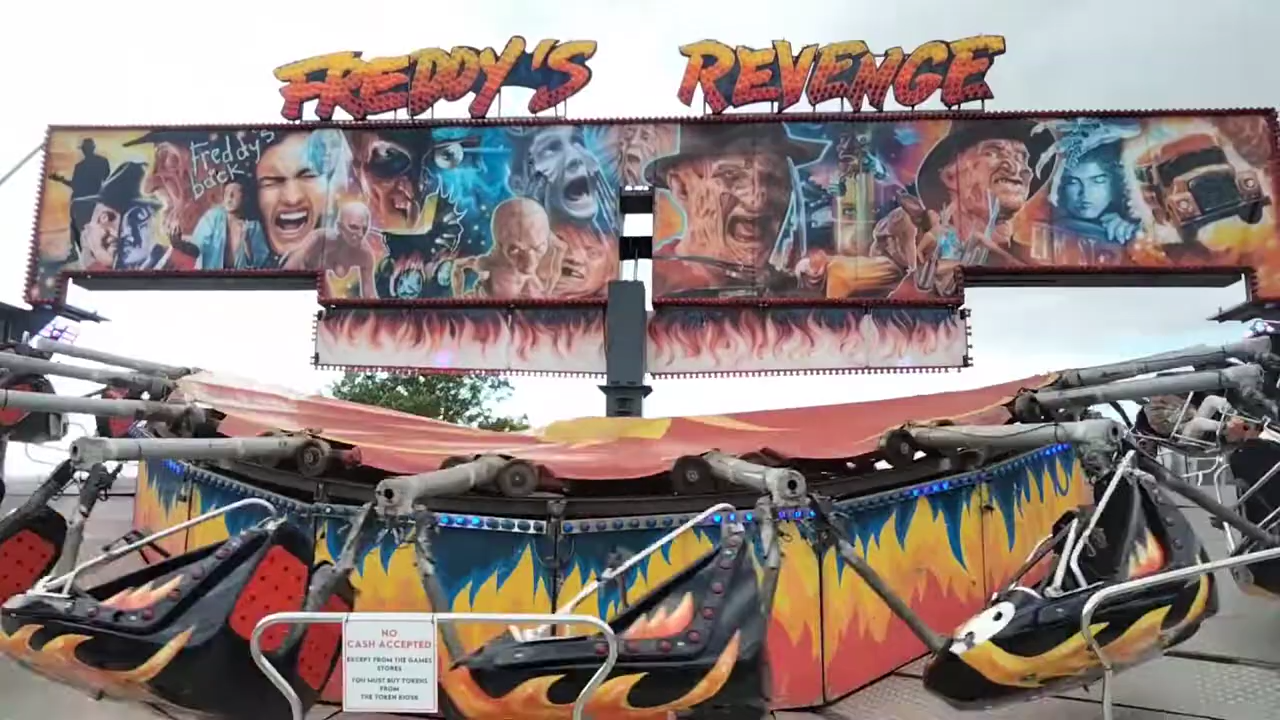 FREDDY'S REVENGE
Freddy's
back
NO
CASH ACCEPTED
EXCEPT FROM THE GAMES
STORES
YOU MUST BUY TOKENS
FROM
THE TOKEN KIOSK